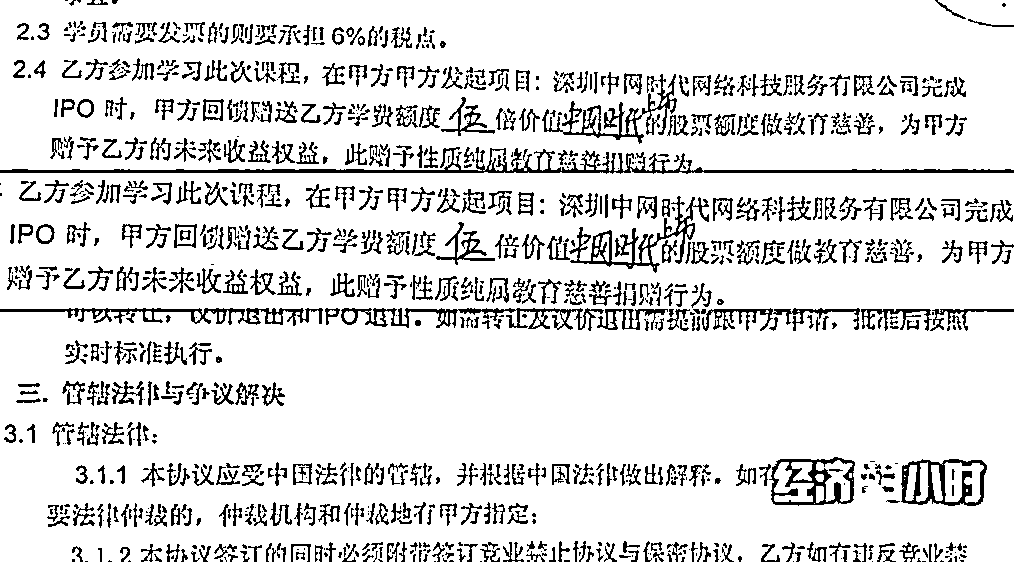 2.3 学员需要发票的则要承担6%的税点。
2.4 乙方参加学习此次课程，在甲方甲方发起项目：深圳中网时代网络科技服务有限公司完成
IPO 时，甲方回馈赠送乙方学费额度 伍 倍价值中网时代上市的股票额度做教育慈善，为甲方
赠予乙方的未来收益权益，此赠予性质纯属教育慈善捐赠行为。
乙方参加学习此次课程，在甲方甲方发起项目：深圳中网时代网络科技服务有限公司完成
IPO 时，甲方回馈赠送乙方学费额度 伍 倍价值中网时代上市的股票额度做教育慈善，为甲方
赠予乙方的未来收益权益，此赠予性质纯属教育慈善捐赠行为。
可以转让，议价退出和IPO退出。如需转让及议价退出需提前跟甲方申请，批准后按照
实时标准执行。
三. 管辖法律与争议解决
3.1 管辖法律：
3.1.1 本协议应受中国法律的管辖，并根据中国法律做出解释。如有
经济半小时
要法律仲裁的，仲裁机构和仲裁地有甲方指定；
3.1.2 本协议签订的同时必须附带签订竞业禁止协议与保密协议，乙方如有违反竞业禁